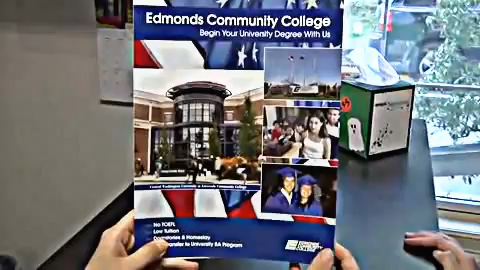 Edmonds Community College
Begin Your University Degree With Us
Central Washington University at Edmonds Community College
No TOEFL
Low Tuition
Dormitories & Homestay
Transfer to University BA Program